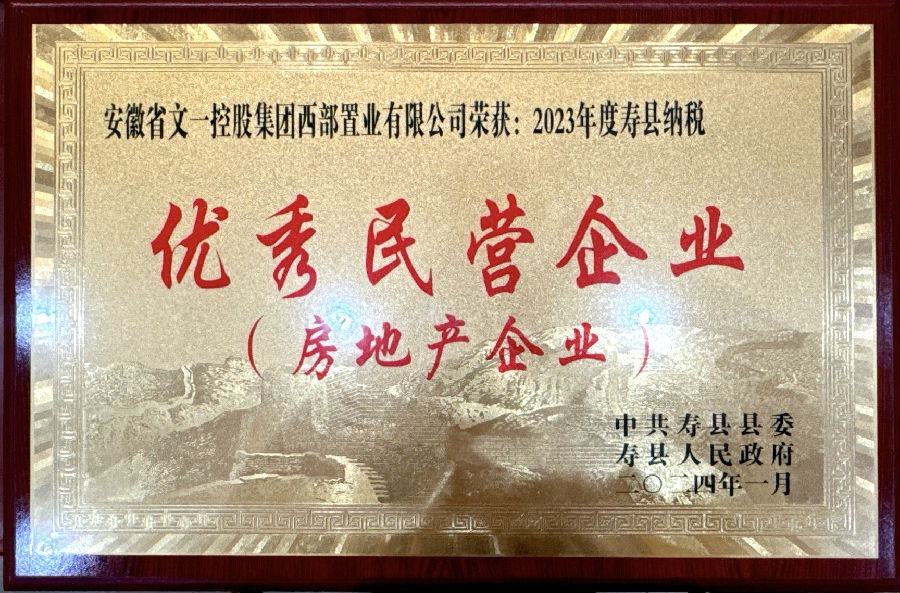 安徽省文一控股集团西部置业有限公司荣获：2023年度寿县纳税
优秀民营企业
（房地产企业）
中共寿县县委
寿县人民政府
二〇二四年一月